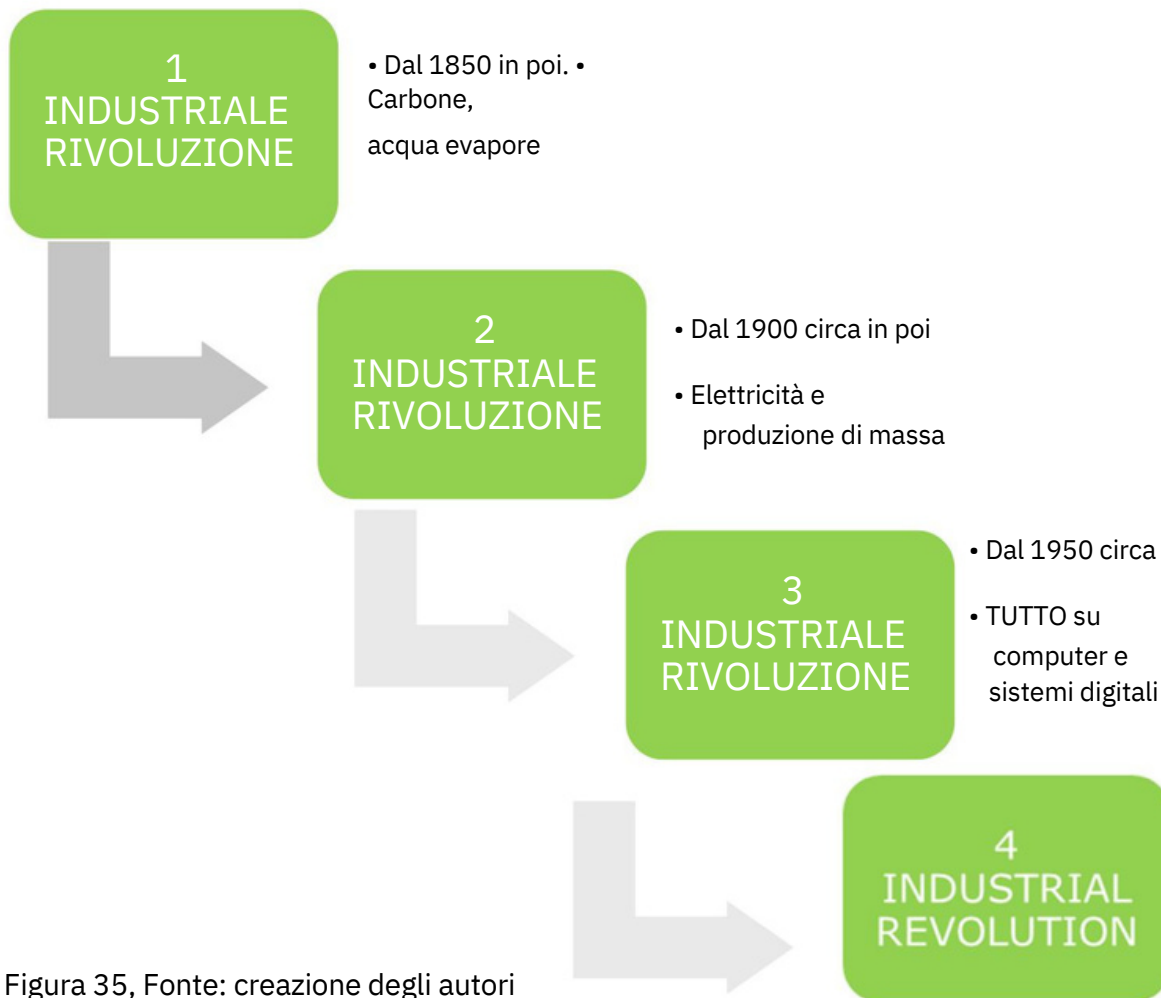 1
INDUSTRIALE
RIVOLUZIONE
• Dal 1850 in poi. •
Carbone,
acqua evapore
2
INDUSTRIALE
RIVOLUZIONE
• Dal 1900 circa in poi
• Elettricità e
produzione di massa
3
INDUSTRIALE
RIVOLUZIONE
• Dal 1950 circa
• TUTTO su
computer e
sistemi digitali
4
INDUSTRIAL
REVOLUTION
Figura 35, Fonte: creazione degli autori